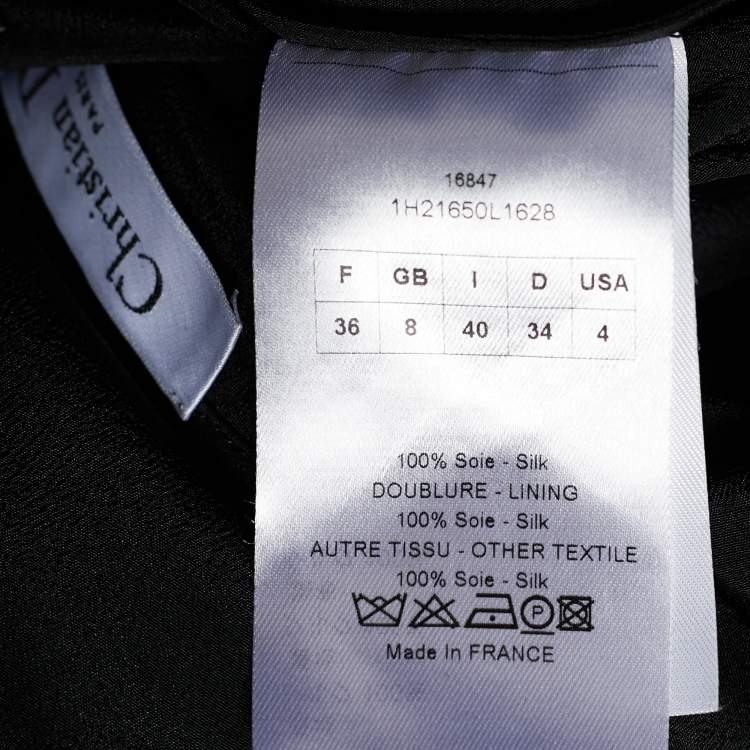 Christian
PARIS
16847
1H21650L1628
F GB I D USA
36 8 40 34 4
100% Soie - Silk
DOUBLURE - LINING
100% Soie - Silk
AUTRE TISSU - OTHER TEXTILE
100% Soie - Silk
P
Made In FRANCE